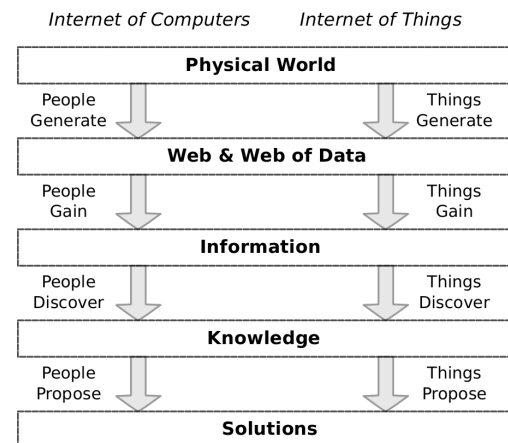 Internet of Computers
Internet of Things
Physical World
People
Generate
Things
Generate
Web & Web of Data
People
Gain
Things
Gain
Information
People
Discover
Things
Discover
Knowledge
People
Propose
Things
Propose
Solutions